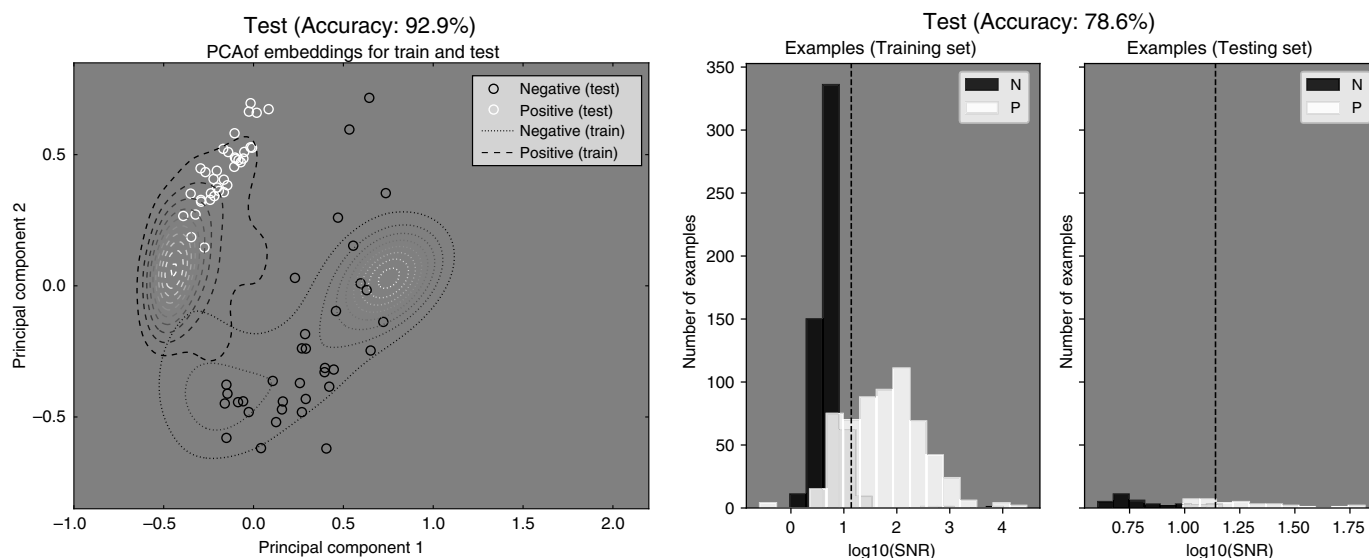 Test (Accuracy: 92.9%)
PCAof embeddings for train and test
Negative (test)
Positive (test)
Negative (train)
Positive (train)
Principal component 2
0.5
0.0
−0.5
−1.0
−0.5
0.0
0.5
1.0
1.5
2.0
Principal component 1
Test (Accuracy: 78.6%)
Examples (Training set)
N
P
Number of examples
350
300
250
200
150
100
50
0
0
1
2
3
4
log10(SNR)
Examples (Testing set)
N
P
Number of examples
0.75
1.00
1.25
1.50
1.75
log10(SNR)